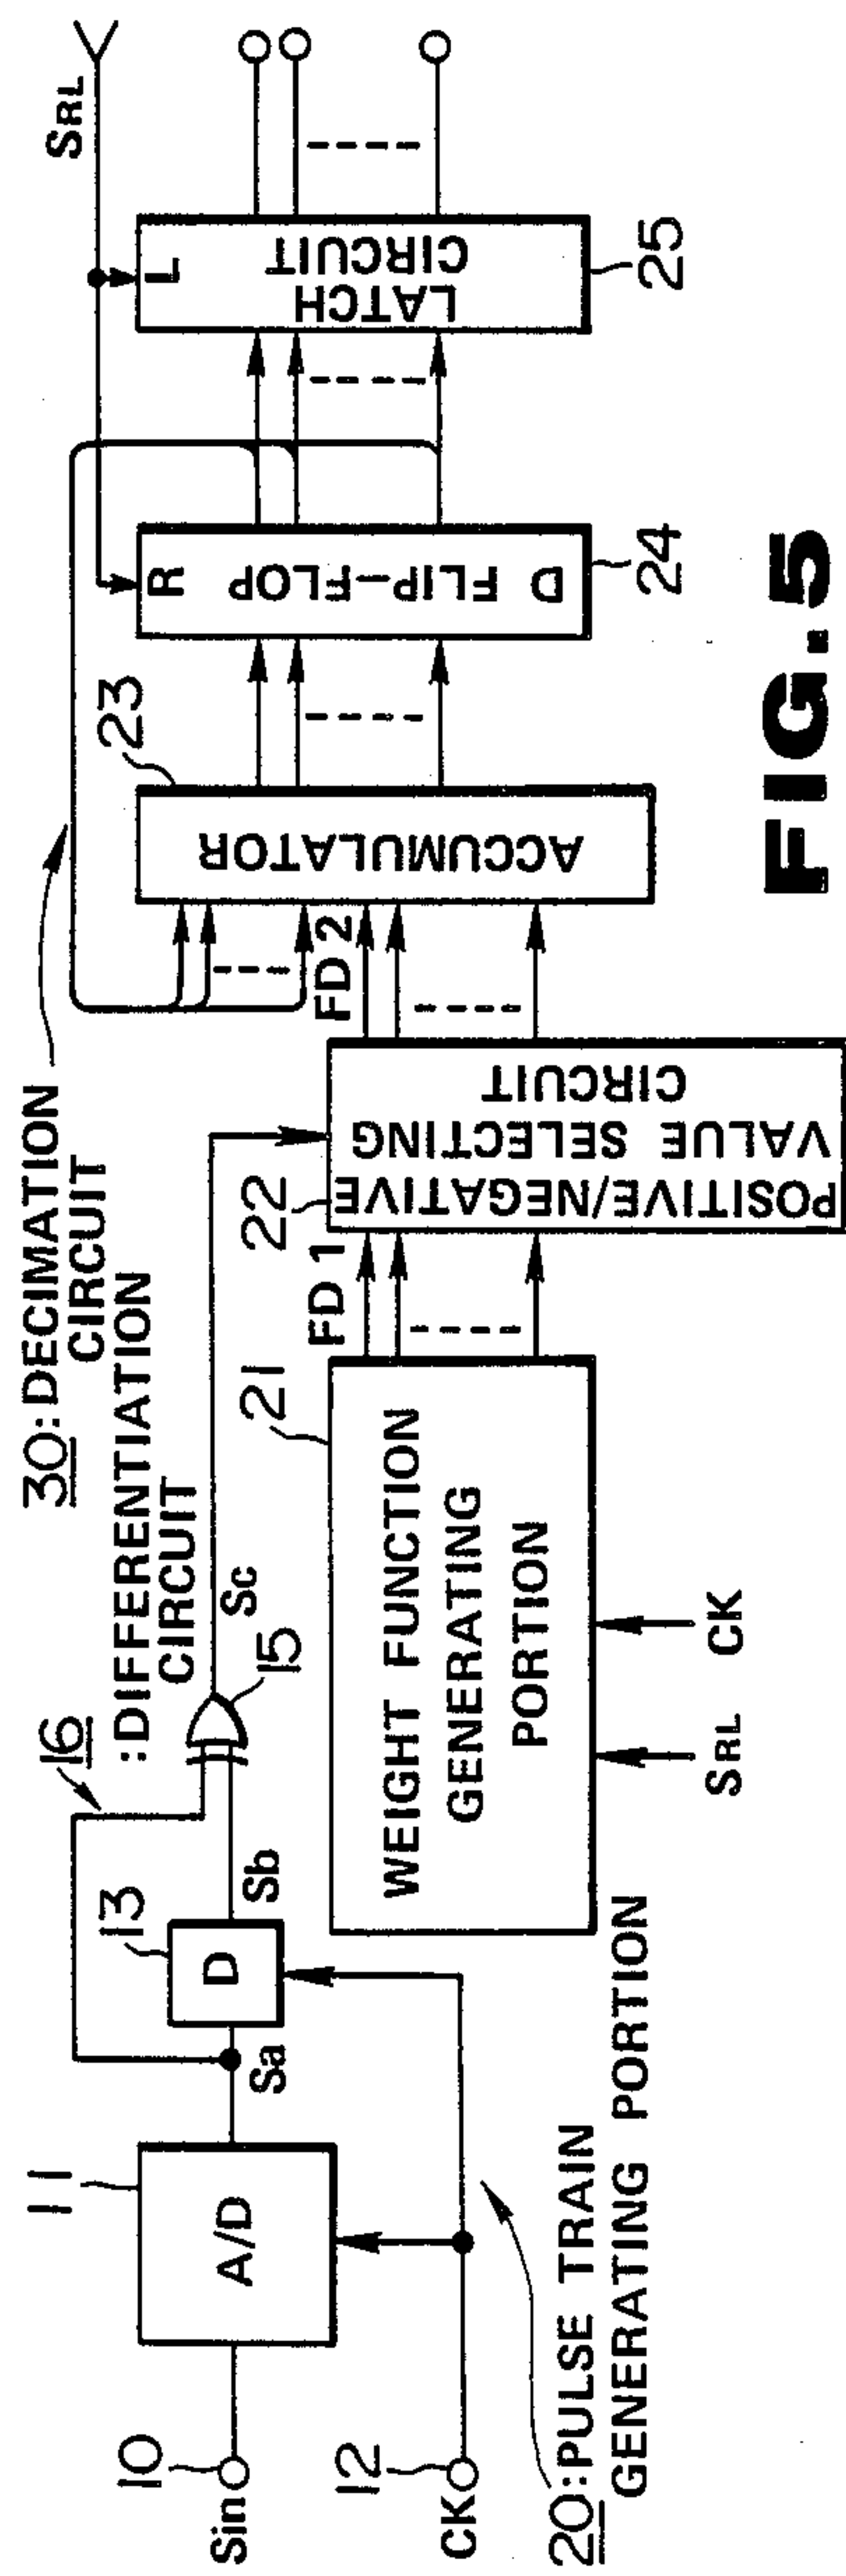 30:DECIMATION
CIRCUIT
16
:DIFFERENTIATION
CIRCUIT
SRL
11
A/D
10
Sin
Sa
13
D
Sb
15
Sc
12
CK
20:PULSE TRAIN
GENERATING PORTION
21
WEIGHT FUNCTION
GENERATING
PORTION
SRL
CK
FD 1
22
POSITIVE/NEGATIVE
VALUE SELECTING
CIRCUIT
FD 2
23
ACCUMULATOR
R
D FLIP-FLOP
24
L
LATCH
CIRCUIT
25
FIG. 5